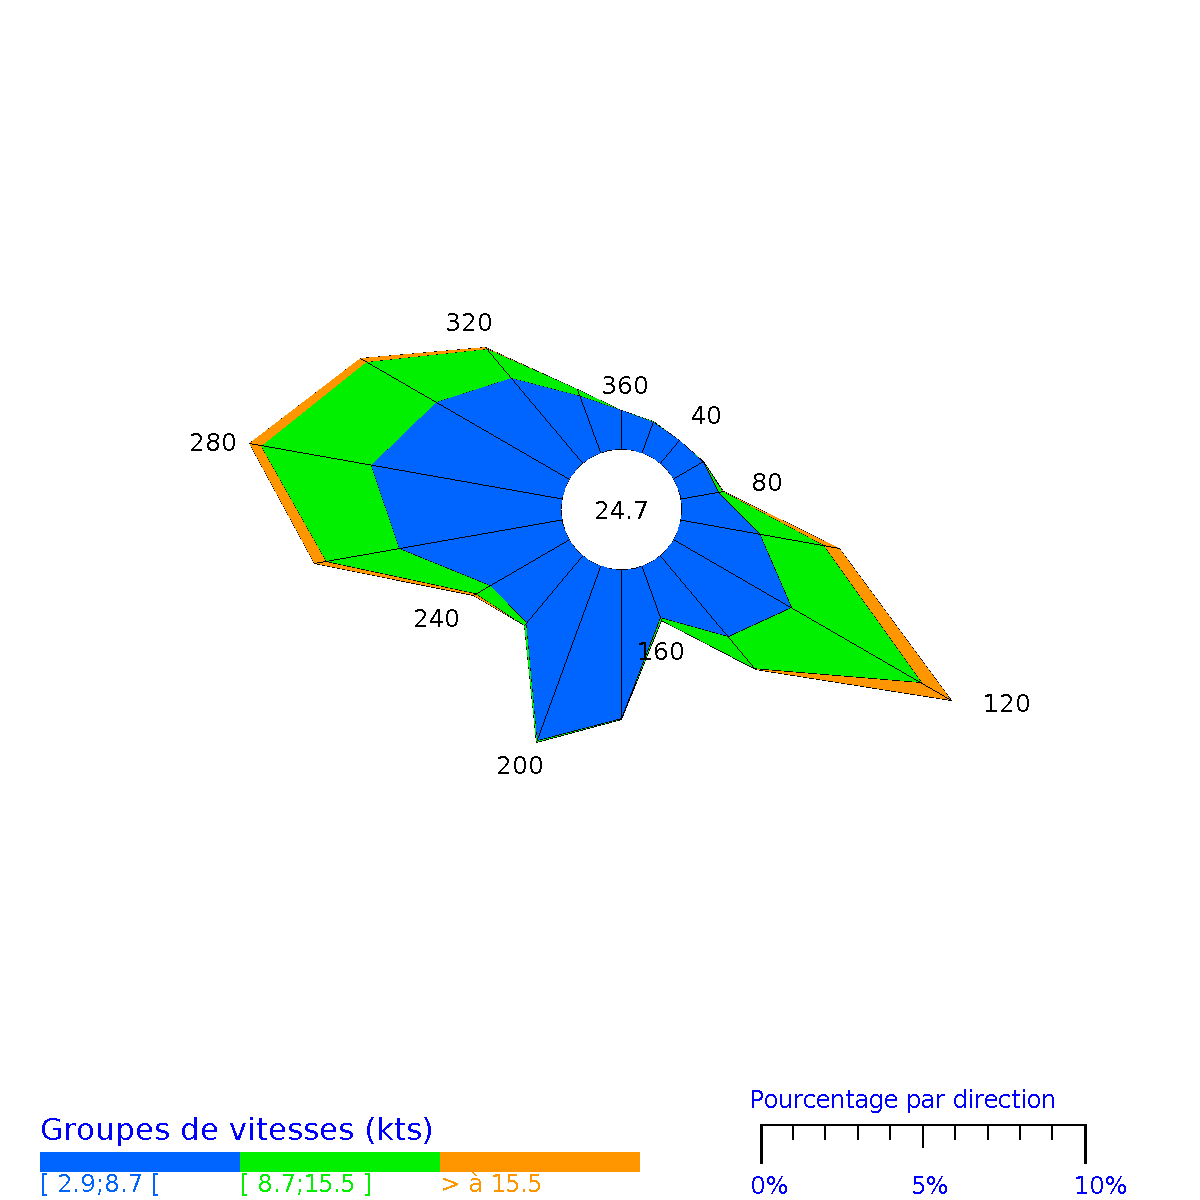 320
360
40
280
80
24.7
240
160
120
200
Pourcentage par direction
Groupes de vitesses (kts)
[ 2.9;8.7 [ [ 8.7;15.5 ] > à 15.5
0% 5% 10%